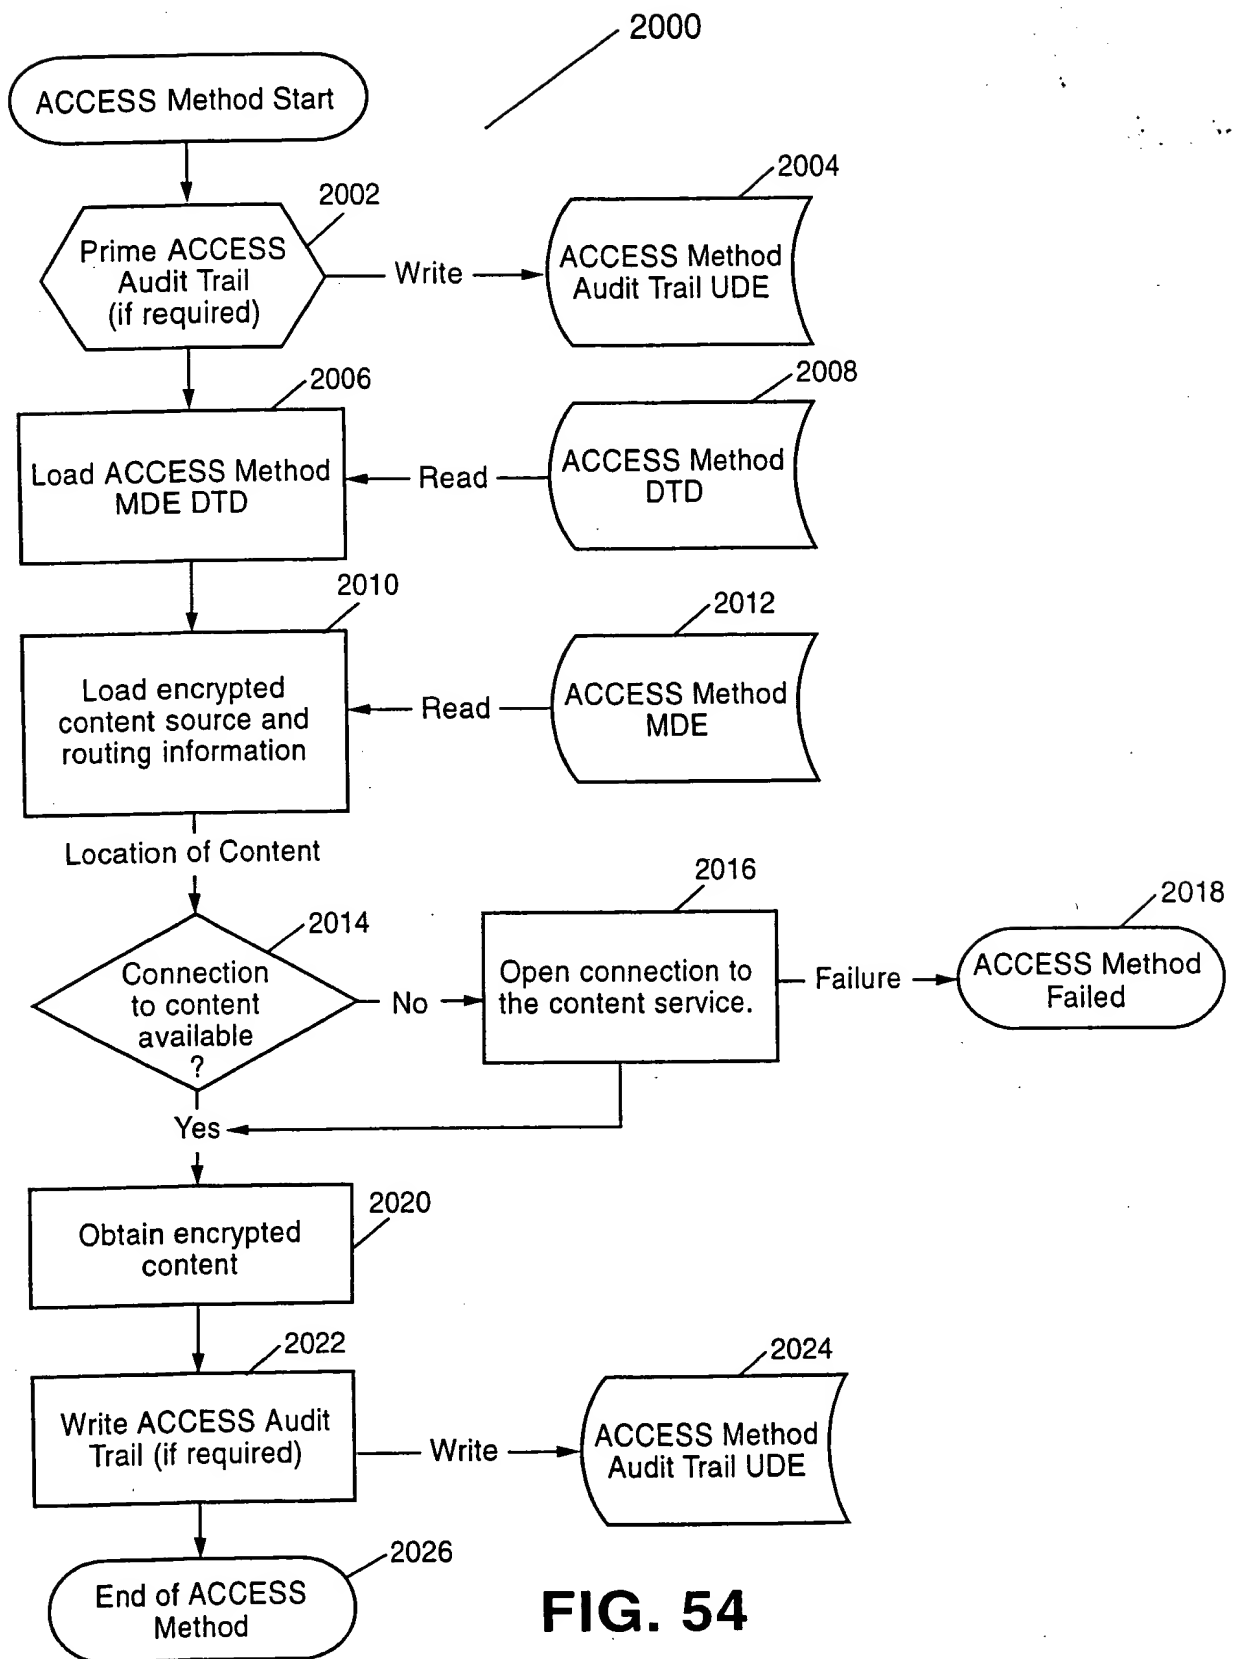 2000
ACCESS Method Start
2002
Prime ACCESS
Audit Trail
(if required)
Write
2004
ACCESS Method
Audit Trail UDE
2006
Load ACCESS Method
MDE DTD
Read
2008
ACCESS Method
DTD
2010
Load encrypted
content source and
routing information
Read
2012
ACCESS Method
MDE
Location of Content
2014
Connection
to content
available
?
No
2016
Open connection to
the content service.
Failure
2018
ACCESS Method
Failed
Yes
2020
Obtain encrypted
content
2022
Write ACCESS Audit
Trail (if required)
Write
2024
ACCESS Method
Audit Trail UDE
2026
End of ACCESS
Method
FIG. 54